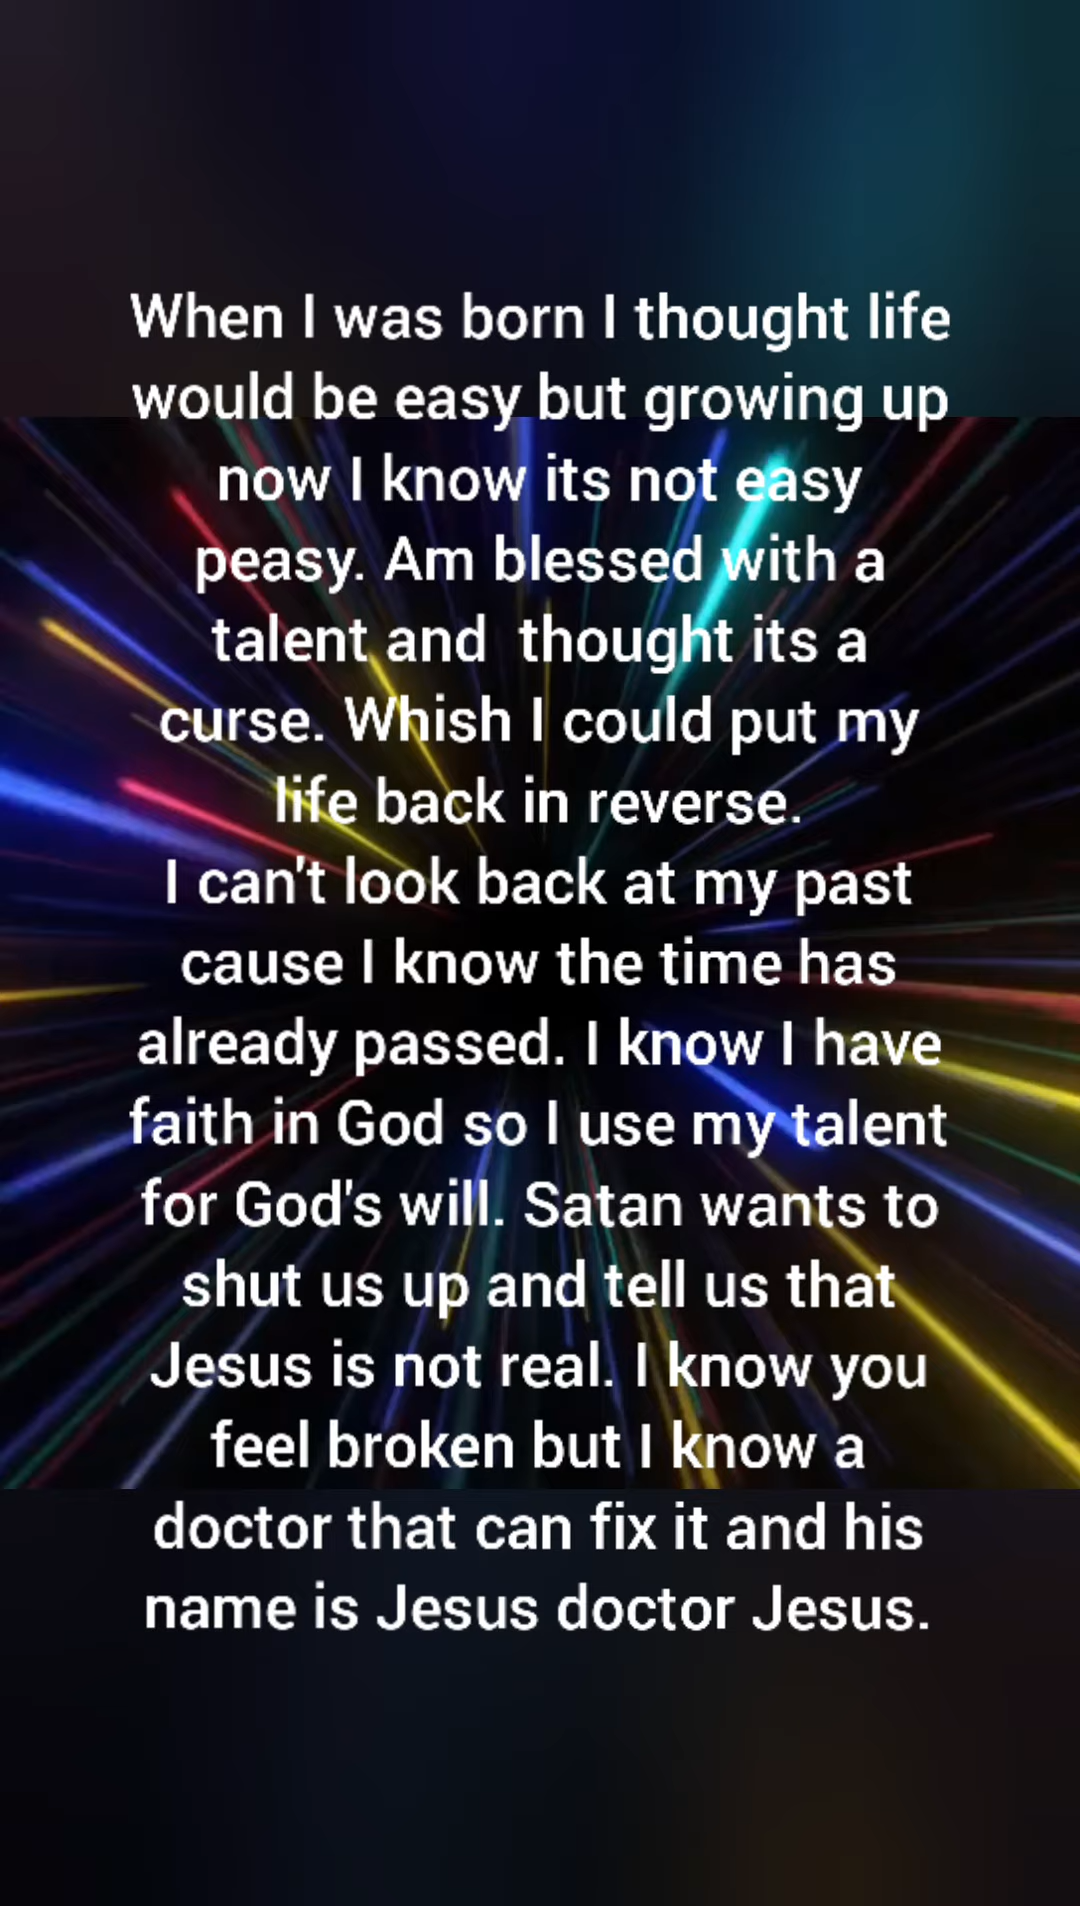 When I was born I thought life
would be easy but growing up
now I know its not easy
peasy. Am blessed with a
talent and  thought its a
curse. Whish I could put my
life back in reverse.
I can't look back at my past
cause I know the time has
already passed. I know I have
faith in God so I use my talent
for God's will. Satan wants to
shut us up and tell us that
Jesus is not real. I know you
feel broken but I know a
doctor that can fix it and his
name is Jesus doctor Jesus.